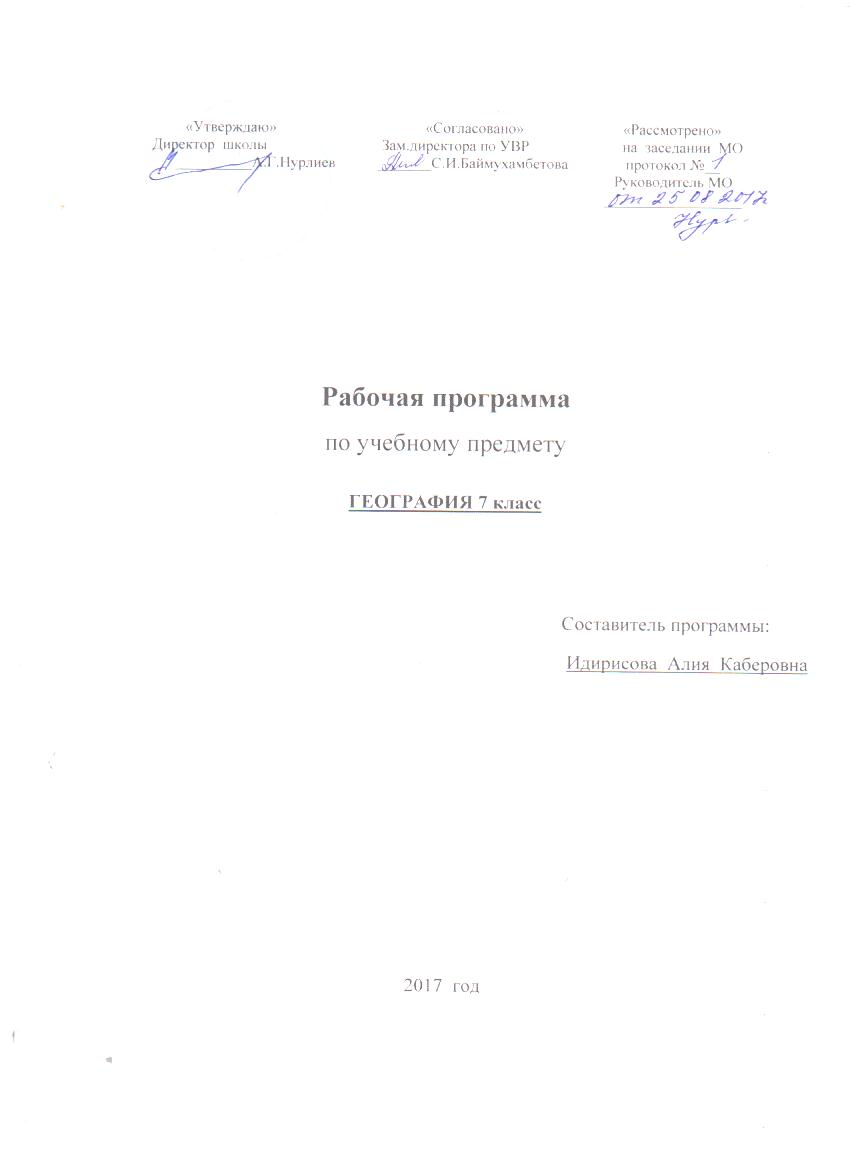 «Утверждаю»
Директор школы
А.Г.Нурлиев
«Согласовано»
Зам.директора по УВР
С.И.Баймухамбетова
«Рассмотрено»
на заседании МО
протокол № 1
Руководитель МО
от 25 08 2017
Рабочая программа
по учебному предмету
ГЕОГРАФИЯ 7 класс
Составитель программы:
Идирисова Алия Каберовна
2017 год